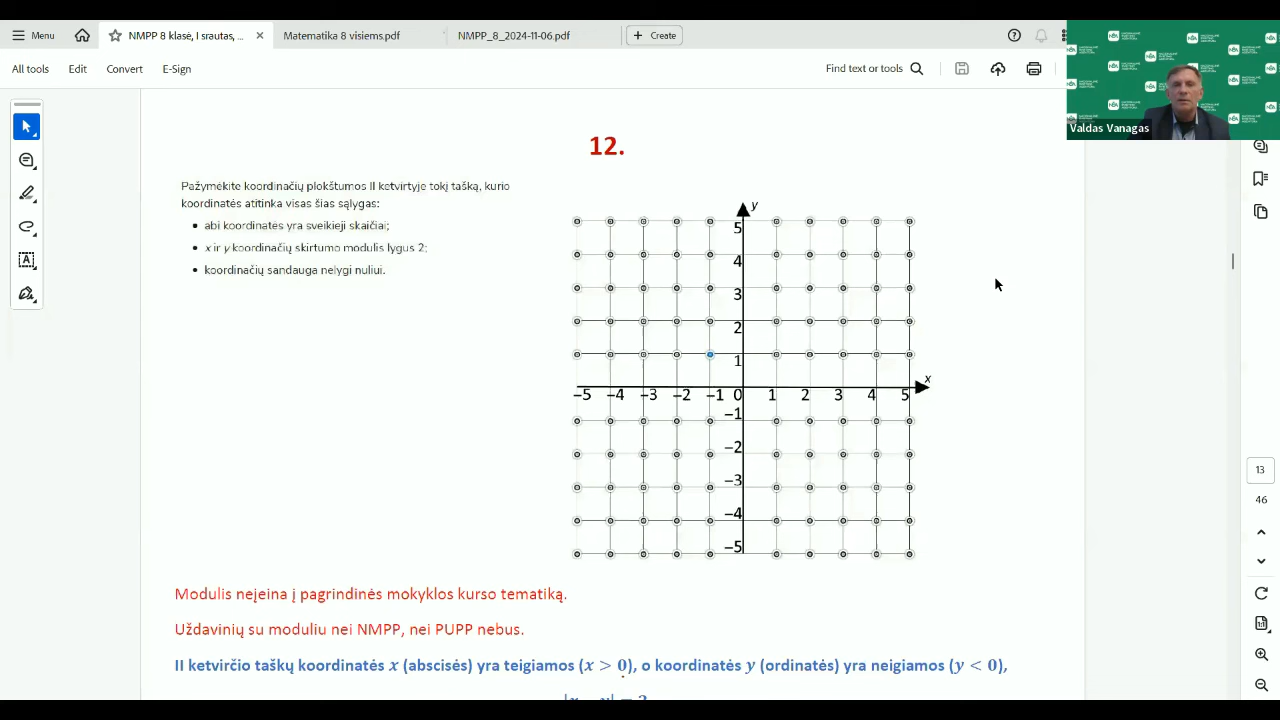 Menu
NMPP 8 klasė, I srautas, ...
Matematika 8 visiems.pdf
NMPP_8_2024-11-06.pdf
Create
All tools
Edit
Convert
E-Sign
Find text or tools
Valdas Vanagas
12.
Pažymėkite koordinačių plokštumos II ketvirtyje tokį tašką, kurio
koordinatės atitinka visas šias sąlygas:
• abi koordinatės yra sveikieji skaičiai;
• x ir y koordinačių skirtumo modulis lygus 2;
• koordinačių sandauga nelygi nuliui.
y
5
4
3
2
1
x
−5 −4 −3 −2 −1 0 1 2 3 4 5
−1
−2
−3
−4
−5
13
46
Modulis neįeina į pagrindinės mokyklos kurso tematiką.
Uždavinių su moduliu nei NMPP, nei PUPP nebus.
II ketvirčio taškų koordinatės x (abscisės) yra teigiamos (x > 0), o koordinatės y (ordinatės) yra neigiamos (y < 0),